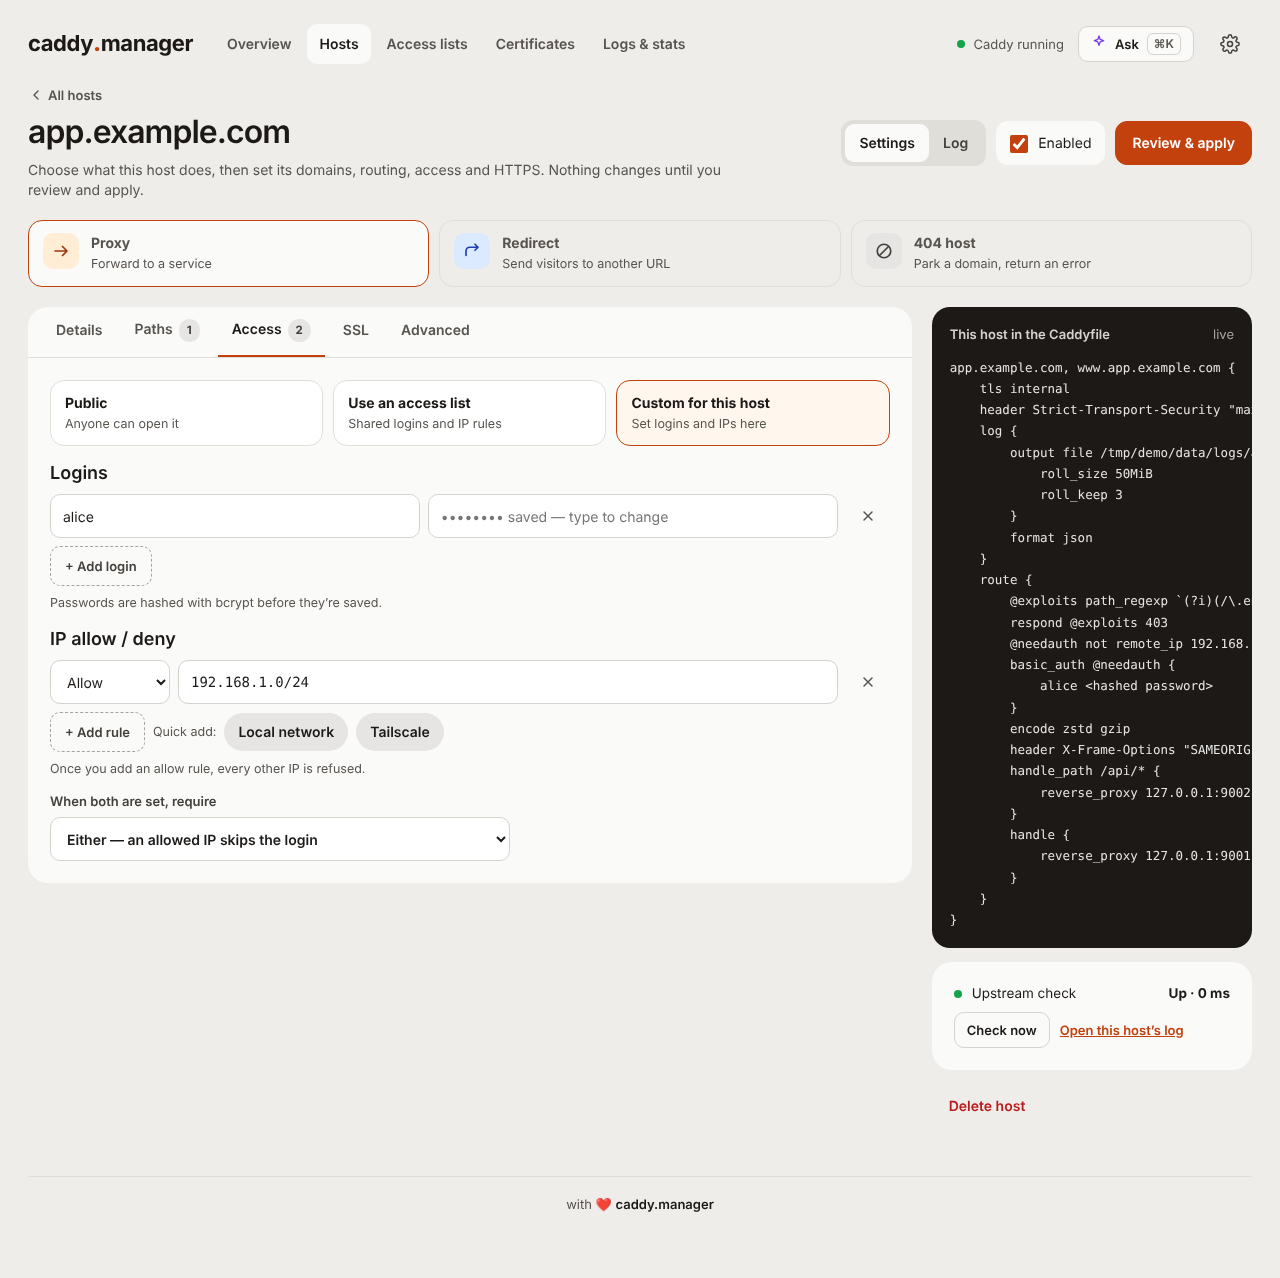 caddy.manager
Overview
Hosts
Access lists
Certificates
Logs & stats
Caddy running
Ask
⌘K
All hosts
app.example.com
Choose what this host does, then set its domains, routing, access and HTTPS. Nothing changes until you
review and apply.
Settings
Log
Enabled
Review & apply
Proxy
Forward to a service
Redirect
Send visitors to another URL
404 host
Park a domain, return an error
Details
Paths 1
Access 2
SSL
Advanced
Public
Anyone can open it
Use an access list
Shared logins and IP rules
Custom for this host
Set logins and IPs here
Logins
alice
•••••••• saved — type to change
+ Add login
Passwords are hashed with bcrypt before they’re saved.
IP allow / deny
Allow
192.168.1.0/24
+ Add rule
Quick add:
Local network
Tailscale
Once you add an allow rule, every other IP is refused.
When both are set, require
Either — an allowed IP skips the login
This host in the Caddyfile
live
app.example.com, www.app.example.com {
    tls internal
    header Strict-Transport-Security "ma
    log {
        output file /tmp/demo/data/logs/
            roll_size 50MiB
            roll_keep 3
        }
        format json
    }
    route {
        @exploits path_regexp `(?i)(/\.e
        respond @exploits 403
        @needauth not remote_ip 192.168.
        basic_auth @needauth {
            alice <hashed password>
        }
        encode zstd gzip
        header X-Frame-Options "SAMEORIG
        handle_path /api/* {
            reverse_proxy 127.0.0.1:9002
        }
        handle {
            reverse_proxy 127.0.0.1:9001
        }
    }
}
Upstream check
Up · 0 ms
Check now
Open this host’s log
Delete host
with ❤️ caddy.manager